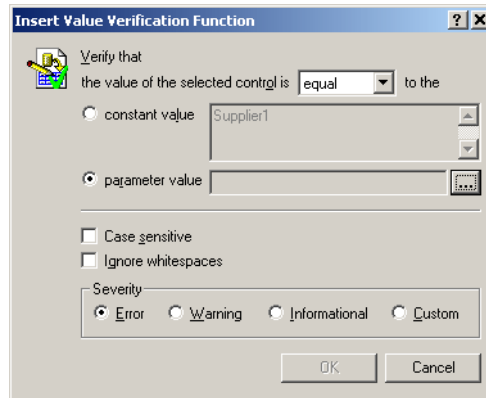 Insert Value Verification Function
Verify that
the value of the selected control is equal to the
constant value Supplier1
parameter value ...
Case sensitive
Ignore whitespaces
Severity
Error Warning Informational Custom
OK Cancel